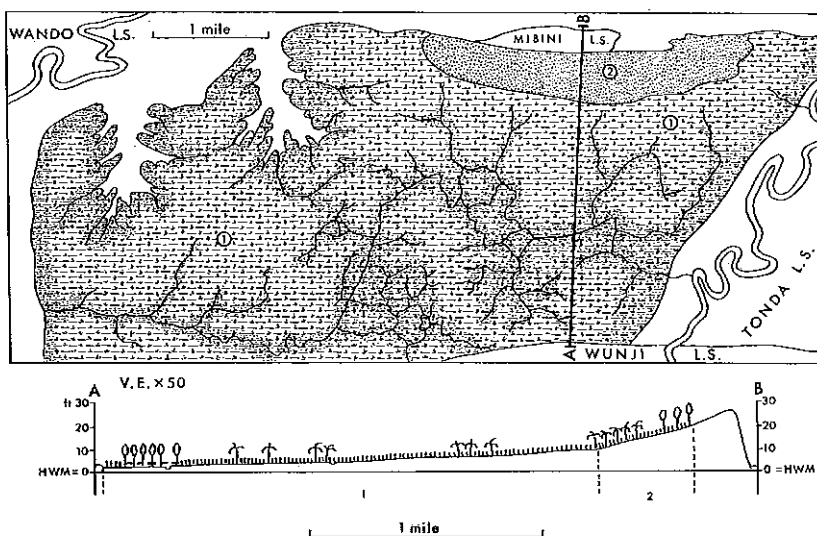 WANDO L.S. 1 mile MIBINI L.S. B
②
①
①
TONDA L.S.
A WUNJI L.S.
A V.E. × 50 B
ft 30 30
20 20
10 10
HWM = 0 0 = HWM
1 2
1 mile